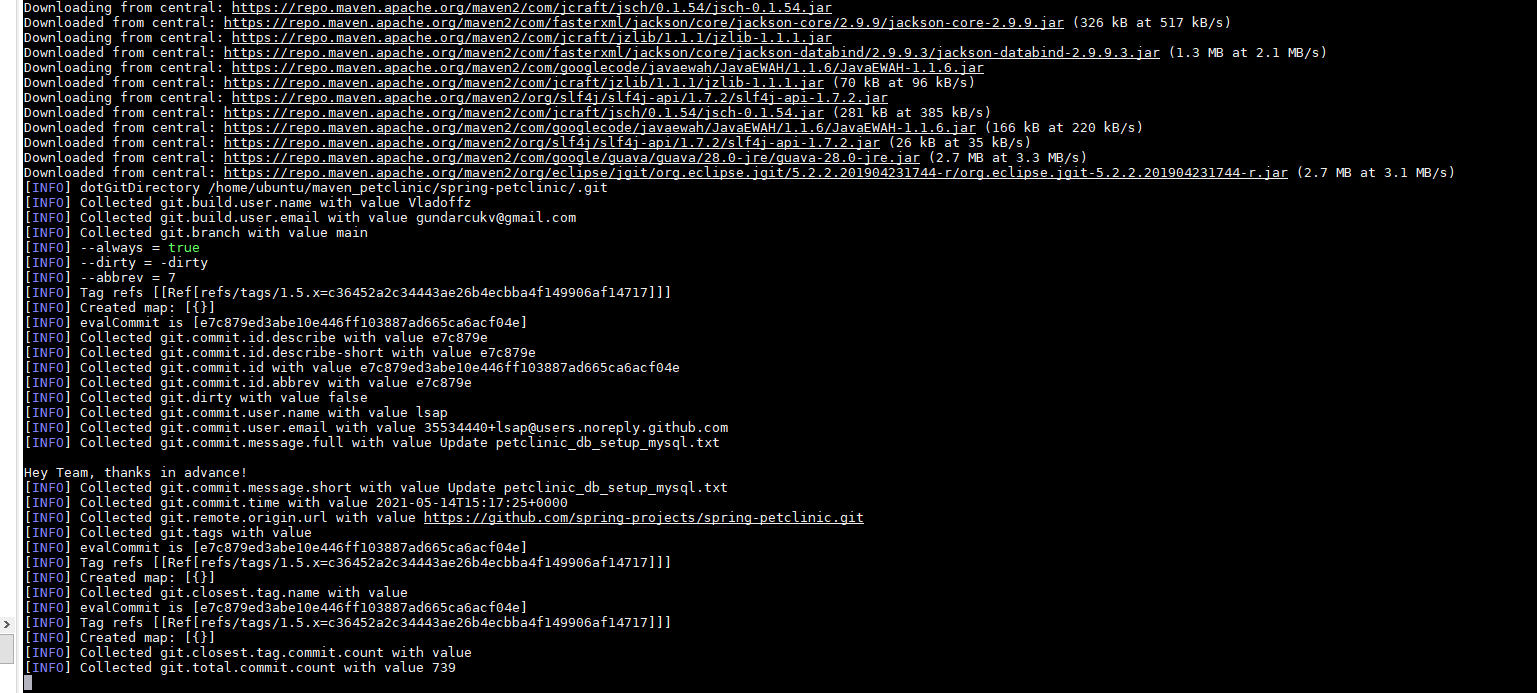 Downloading from central: https://repo.maven.apache.org/maven2/com/jcraft/jsch/0.1.54/jsch-0.1.54.jar
Downloaded from central: https://repo.maven.apache.org/maven2/com/fasterxml/jackson/core/jackson-core/2.9.9/jackson-core-2.9.9.jar (326 kB at 517 kB/s)
Downloading from central: https://repo.maven.apache.org/maven2/com/jcraft/jzlib/1.1.1/jzlib-1.1.1.jar
Downloaded from central: https://repo.maven.apache.org/maven2/com/fasterxml/jackson/core/jackson-databind/2.9.9.3/jackson-databind-2.9.9.3.jar (1.3 MB at 2.1 MB/s)
Downloading from central: https://repo.maven.apache.org/maven2/com/googlecode/javaewah/JavaEWAH/1.1.6/JavaEWAH-1.1.6.jar
Downloaded from central: https://repo.maven.apache.org/maven2/com/jcraft/jzlib/1.1.1/jzlib-1.1.1.jar (70 kB at 96 kB/s)
Downloading from central: https://repo.maven.apache.org/maven2/org/slf4j/slf4j-api/1.7.2/slf4j-api-1.7.2.jar
Downloaded from central: https://repo.maven.apache.org/maven2/com/jcraft/jsch/0.1.54/jsch-0.1.54.jar (281 kB at 385 kB/s)
Downloaded from central: https://repo.maven.apache.org/maven2/com/googlecode/javaewah/JavaEWAH/1.1.6/JavaEWAH-1.1.6.jar (166 kB at 220 kB/s)
Downloaded from central: https://repo.maven.apache.org/maven2/org/slf4j/slf4j-api/1.7.2/slf4j-api-1.7.2.jar (26 kB at 35 kB/s)
Downloaded from central: https://repo.maven.apache.org/maven2/com/google/guava/guava/28.0-jre/guava-28.0-jre.jar (2.7 MB at 3.3 MB/s)
Downloaded from central: https://repo.maven.apache.org/maven2/org/eclipse/jgit/org.eclipse.jgit/5.2.2.201904231744-r/org.eclipse.jgit-5.2.2.201904231744-r.jar (2.7 MB at 3.1 MB/s)
[INFO] dotGitDirectory /home/ubuntu/maven_petclinic/spring-petclinic/.git
[INFO] Collected git.build.user.name with value Vladoffz
[INFO] Collected git.build.user.email with value gundarcukv@gmail.com
[INFO] Collected git.branch with value main
[INFO] --always = true
[INFO] --dirty = -dirty
[INFO] --abbrev = 7
[INFO] Tag refs [[Ref[refs/tags/1.5.x=c36452a2c34443ae26b4ecbba4f149906af14717]]]
[INFO] Created map: [{}]
[INFO] evalCommit is [e7c879ed3abe10e446ff103887ad665ca6acf04e]
[INFO] Collected git.commit.id.describe with value e7c879e
[INFO] Collected git.commit.id.describe-short with value e7c879e
[INFO] Collected git.commit.id with value e7c879ed3abe10e446ff103887ad665ca6acf04e
[INFO] Collected git.commit.id.abbrev with value e7c879e
[INFO] Collected git.dirty with value false
[INFO] Collected git.commit.user.name with value lsap
[INFO] Collected git.commit.user.email with value 35534440+lsap@users.noreply.github.com
[INFO] Collected git.commit.message.full with value Update petclinic_db_setup_mysql.txt
Hey Team, thanks in advance!
[INFO] Collected git.commit.message.short with value Update petclinic_db_setup_mysql.txt
[INFO] Collected git.commit.time with value 2021-05-14T15:17:25+0000
[INFO] Collected git.remote.origin.url with value https://github.com/spring-projects/spring-petclinic.git
[INFO] Collected git.tags with value
[INFO] evalCommit is [e7c879ed3abe10e446ff103887ad665ca6acf04e]
[INFO] Tag refs [[Ref[refs/tags/1.5.x=c36452a2c34443ae26b4ecbba4f149906af14717]]]
[INFO] Created map: [{}]
[INFO] Collected git.closest.tag.name with value
[INFO] evalCommit is [e7c879ed3abe10e446ff103887ad665ca6acf04e]
[INFO] Tag refs [[Ref[refs/tags/1.5.x=c36452a2c34443ae26b4ecbba4f149906af14717]]]
[INFO] Created map: [{}]
[INFO] Collected git.closest.tag.commit.count with value
[INFO] Collected git.total.commit.count with value 739